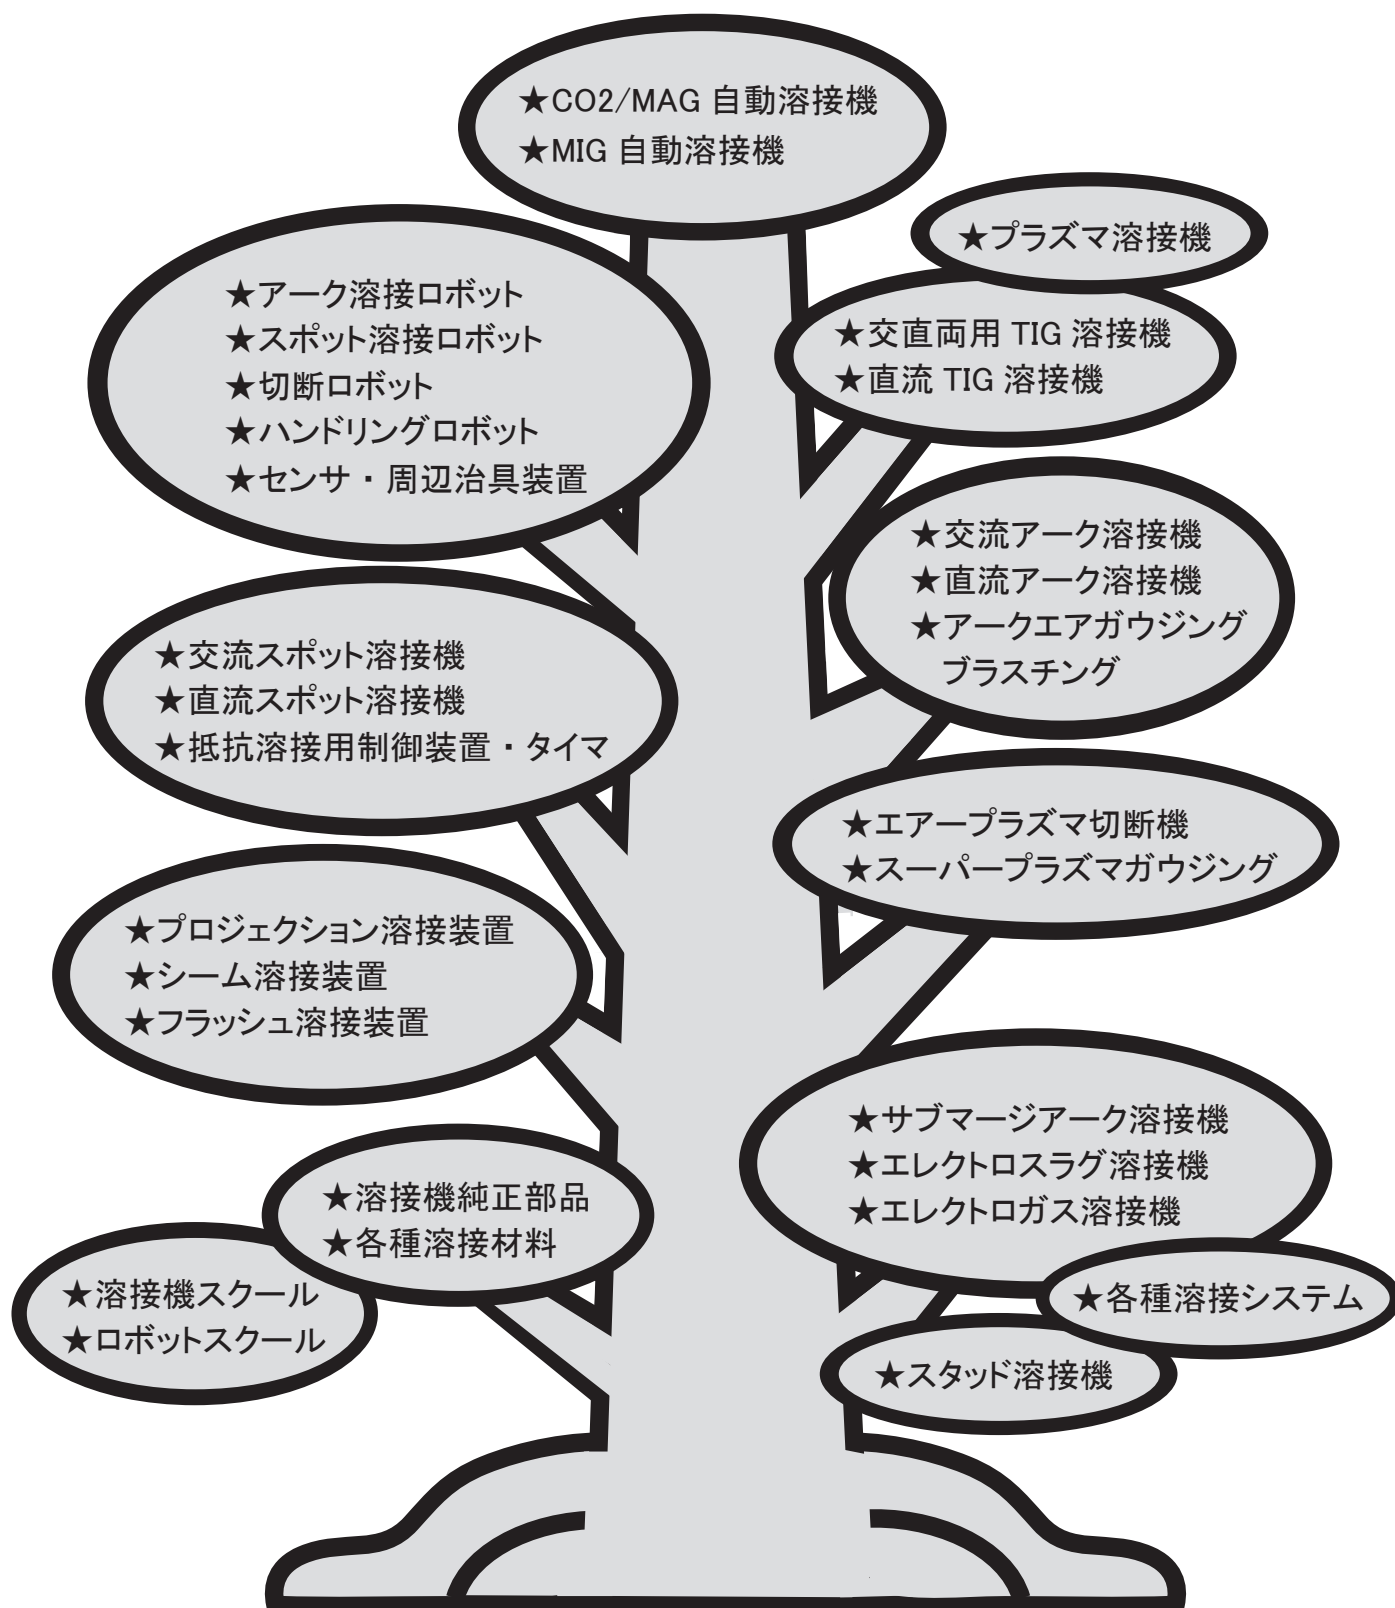 ★CO2/MAG 自動溶接機
★MIG 自動溶接機
★プラズマ溶接機
★アーク溶接ロボット
★スポット溶接ロボット
★切断ロボット
★ハンドリングロボット
★センサ・周辺治具装置
★交直両用 TIG 溶接機
★直流 TIG 溶接機
★交流アーク溶接機
★直流アーク溶接機
★アークエアガウジング
ブラスチング
★交流スポット溶接機
★直流スポット溶接機
★抵抗溶接用制御装置・タイマ
★エアープラズマ切断機
★スーパープラズマガウジング
★プロジェクション溶接装置
★シーム溶接装置
★フラッシュ溶接装置
★サブマージアーク溶接機
★エレクトロスラグ溶接機
★エレクトロガス溶接機
★溶接機純正部品
★各種溶接材料
★溶接機スクール
★ロボットスクール
★各種溶接システム
★スタッド溶接機